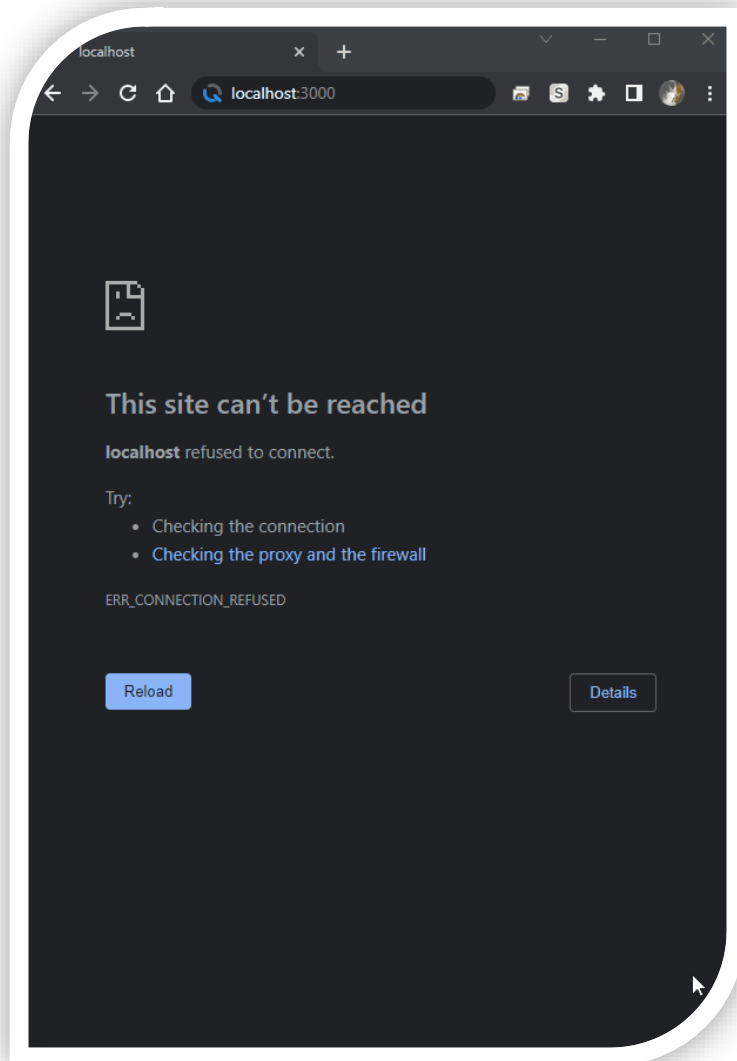 localhost
localhost:3000
S
This site can't be reached
localhost refused to connect.
Try:
• Checking the connection
• Checking the proxy and the firewall
ERR_CONNECTION_REFUSED
Reload
Details